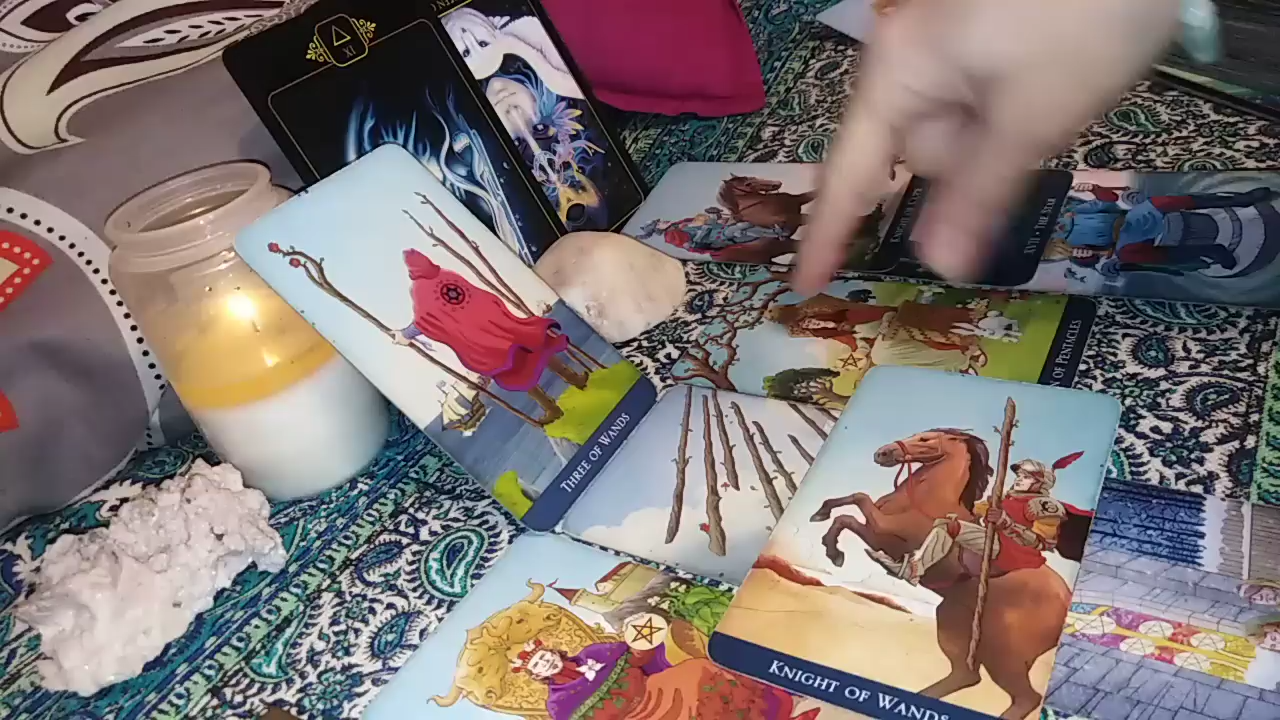 XI
THREE OF WANDS
XVII • THE STAR
OF PENTACLES
KNIGHT OF WANDS